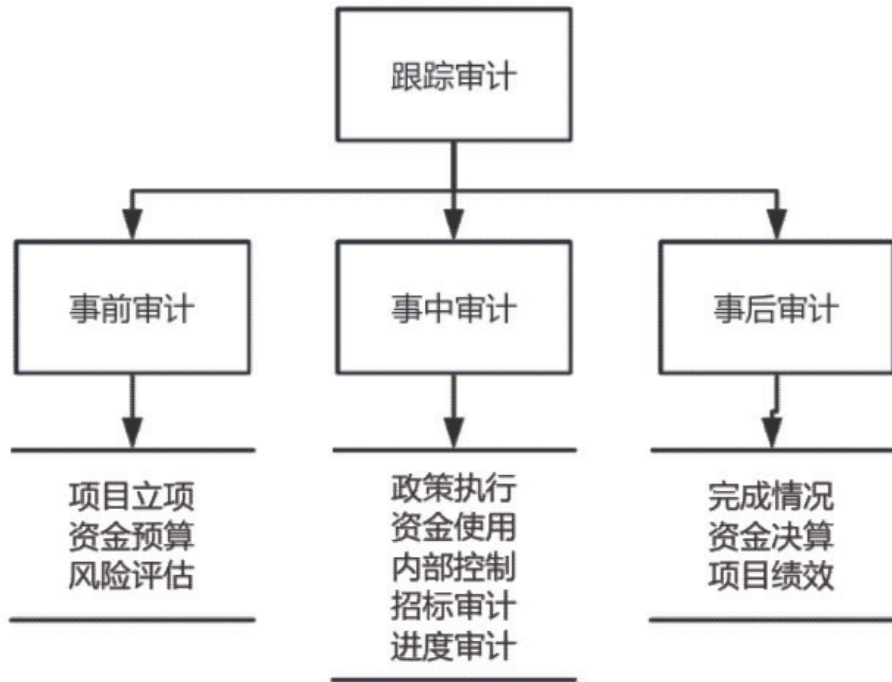 跟踪审计
事前审计
事中审计
事后审计
项目立项
资金预算
风险评估
政策执行
资金使用
内部控制
招标审计
进度审计
完成情况
资金决算
项目绩效